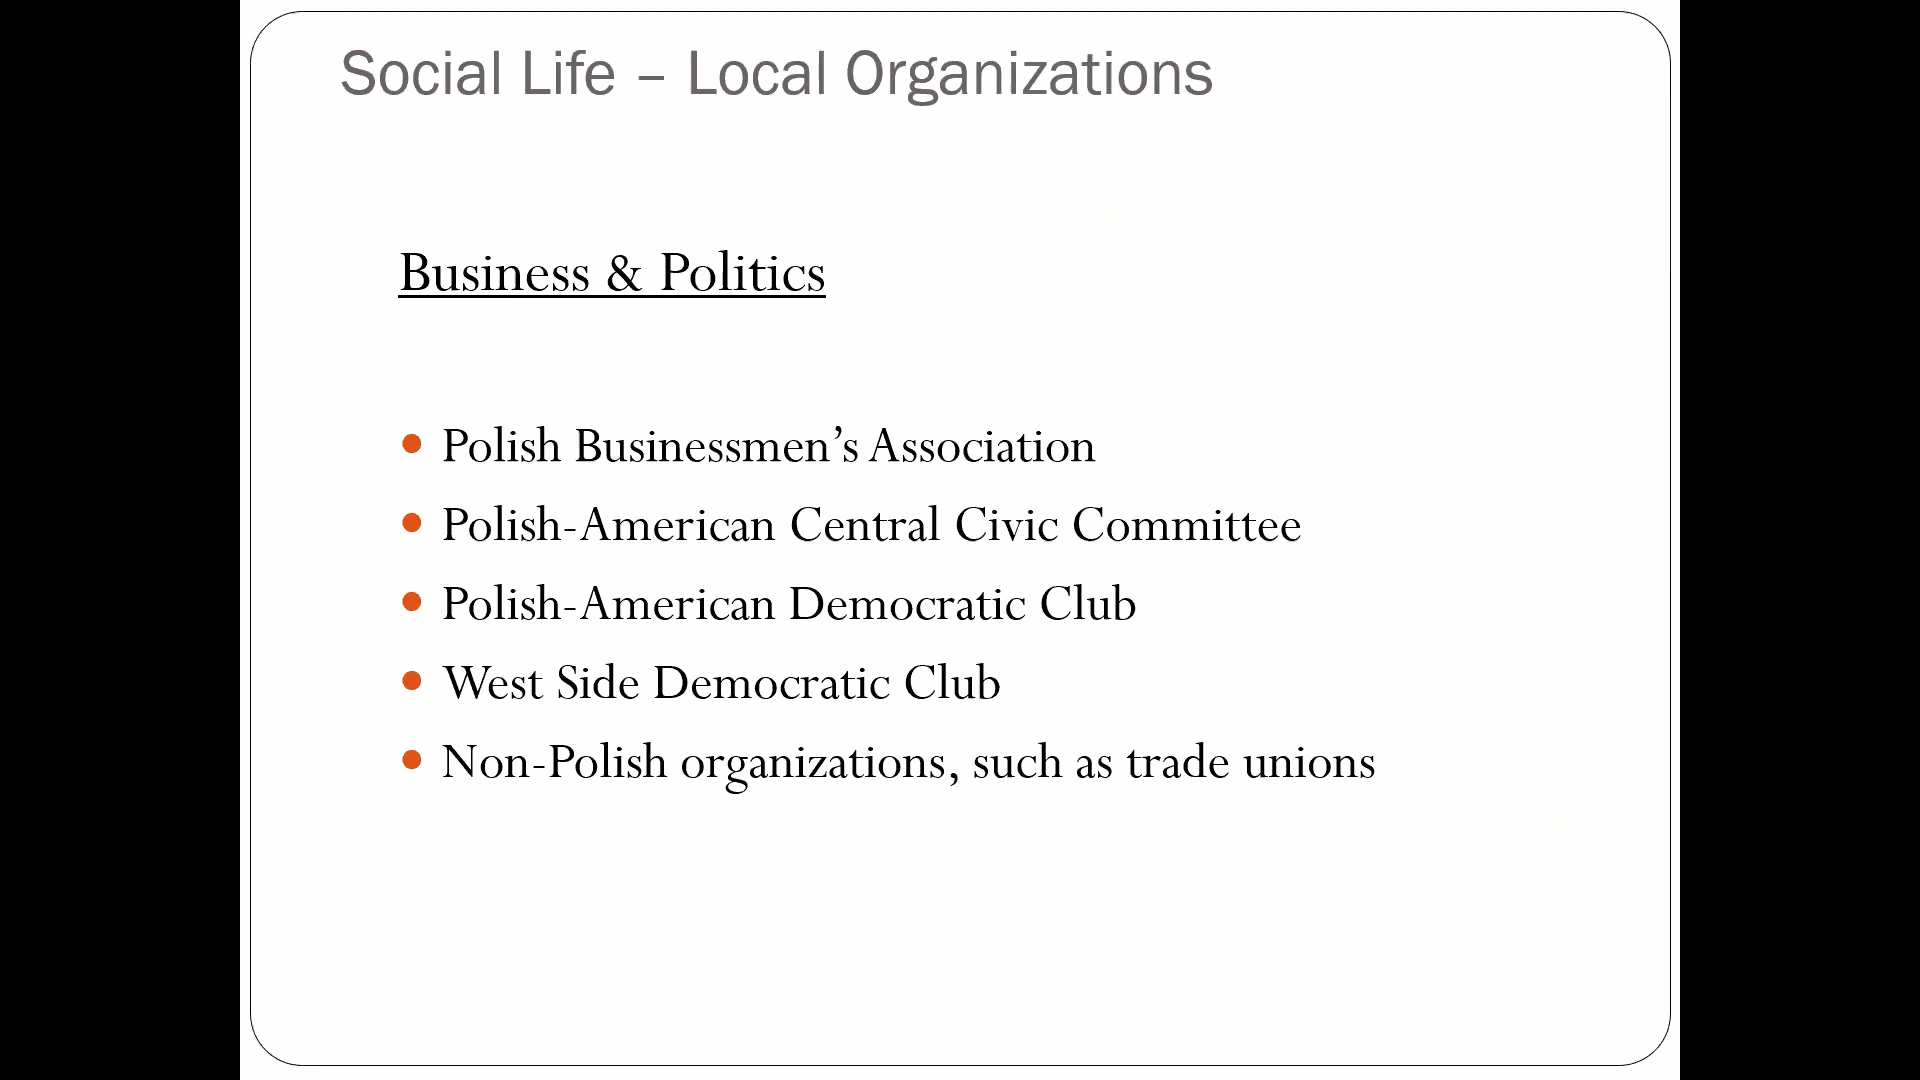 Social Life – Local Organizations
Business & Politics
Polish Businessmen’s Association
Polish-American Central Civic Committee
Polish-American Democratic Club
West Side Democratic Club
Non-Polish organizations, such as trade unions